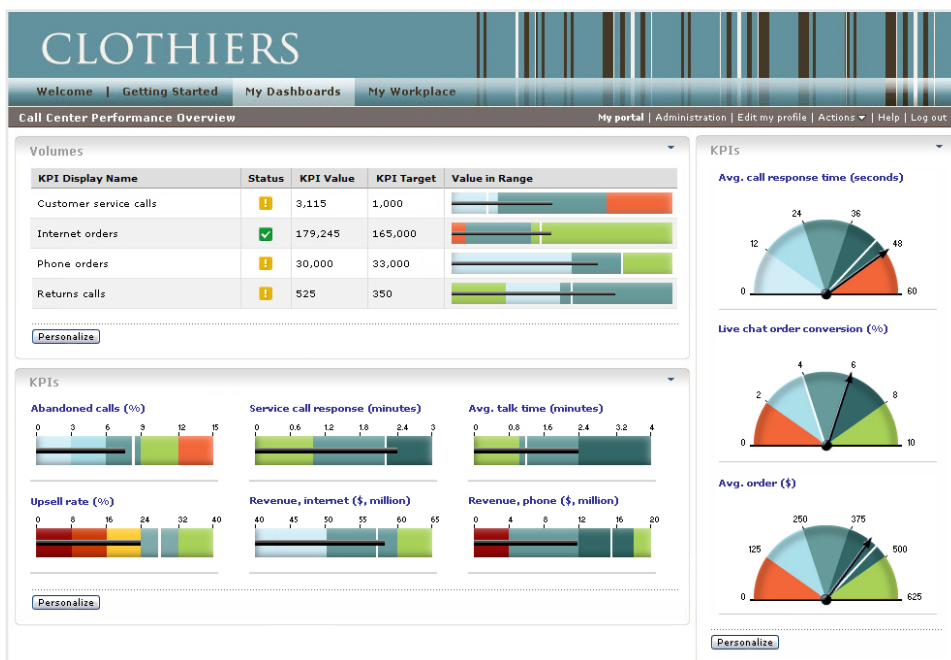 CLOTHIERS
Welcome | Getting Started My Dashboards My Workplace
Call Center Performance Overview
My portal | Administration | Edit my profile | Actions | Help | Log out
Volumes
KPI Display Name Status KPI Value KPI Target Value in Range
Customer service calls 3,115 1,000
Internet orders 179,245 165,000
Phone orders 30,000 33,000
Returns calls 525 350
Personalize
KPIs
Abandoned calls (%)
0 3 6 9 12 15
Service call response (minutes)
0 0.6 1.2 1.8 2.4 3
Avg. talk time (minutes)
0 0.8 1.6 2.4 3.2 4
Upsell rate (%)
0 8 16 24 32 40
Revenue, internet ($, million)
40 45 50 55 60 65
Revenue, phone ($, million)
0 4 8 12 16 20
Personalize
KPIs
Avg. call response time (seconds)
0 12 24 36 48 60
Live chat order conversion (%)
0 2 4 6 8 10
Avg. order ($)
0 125 250 375 500 625
Personalize